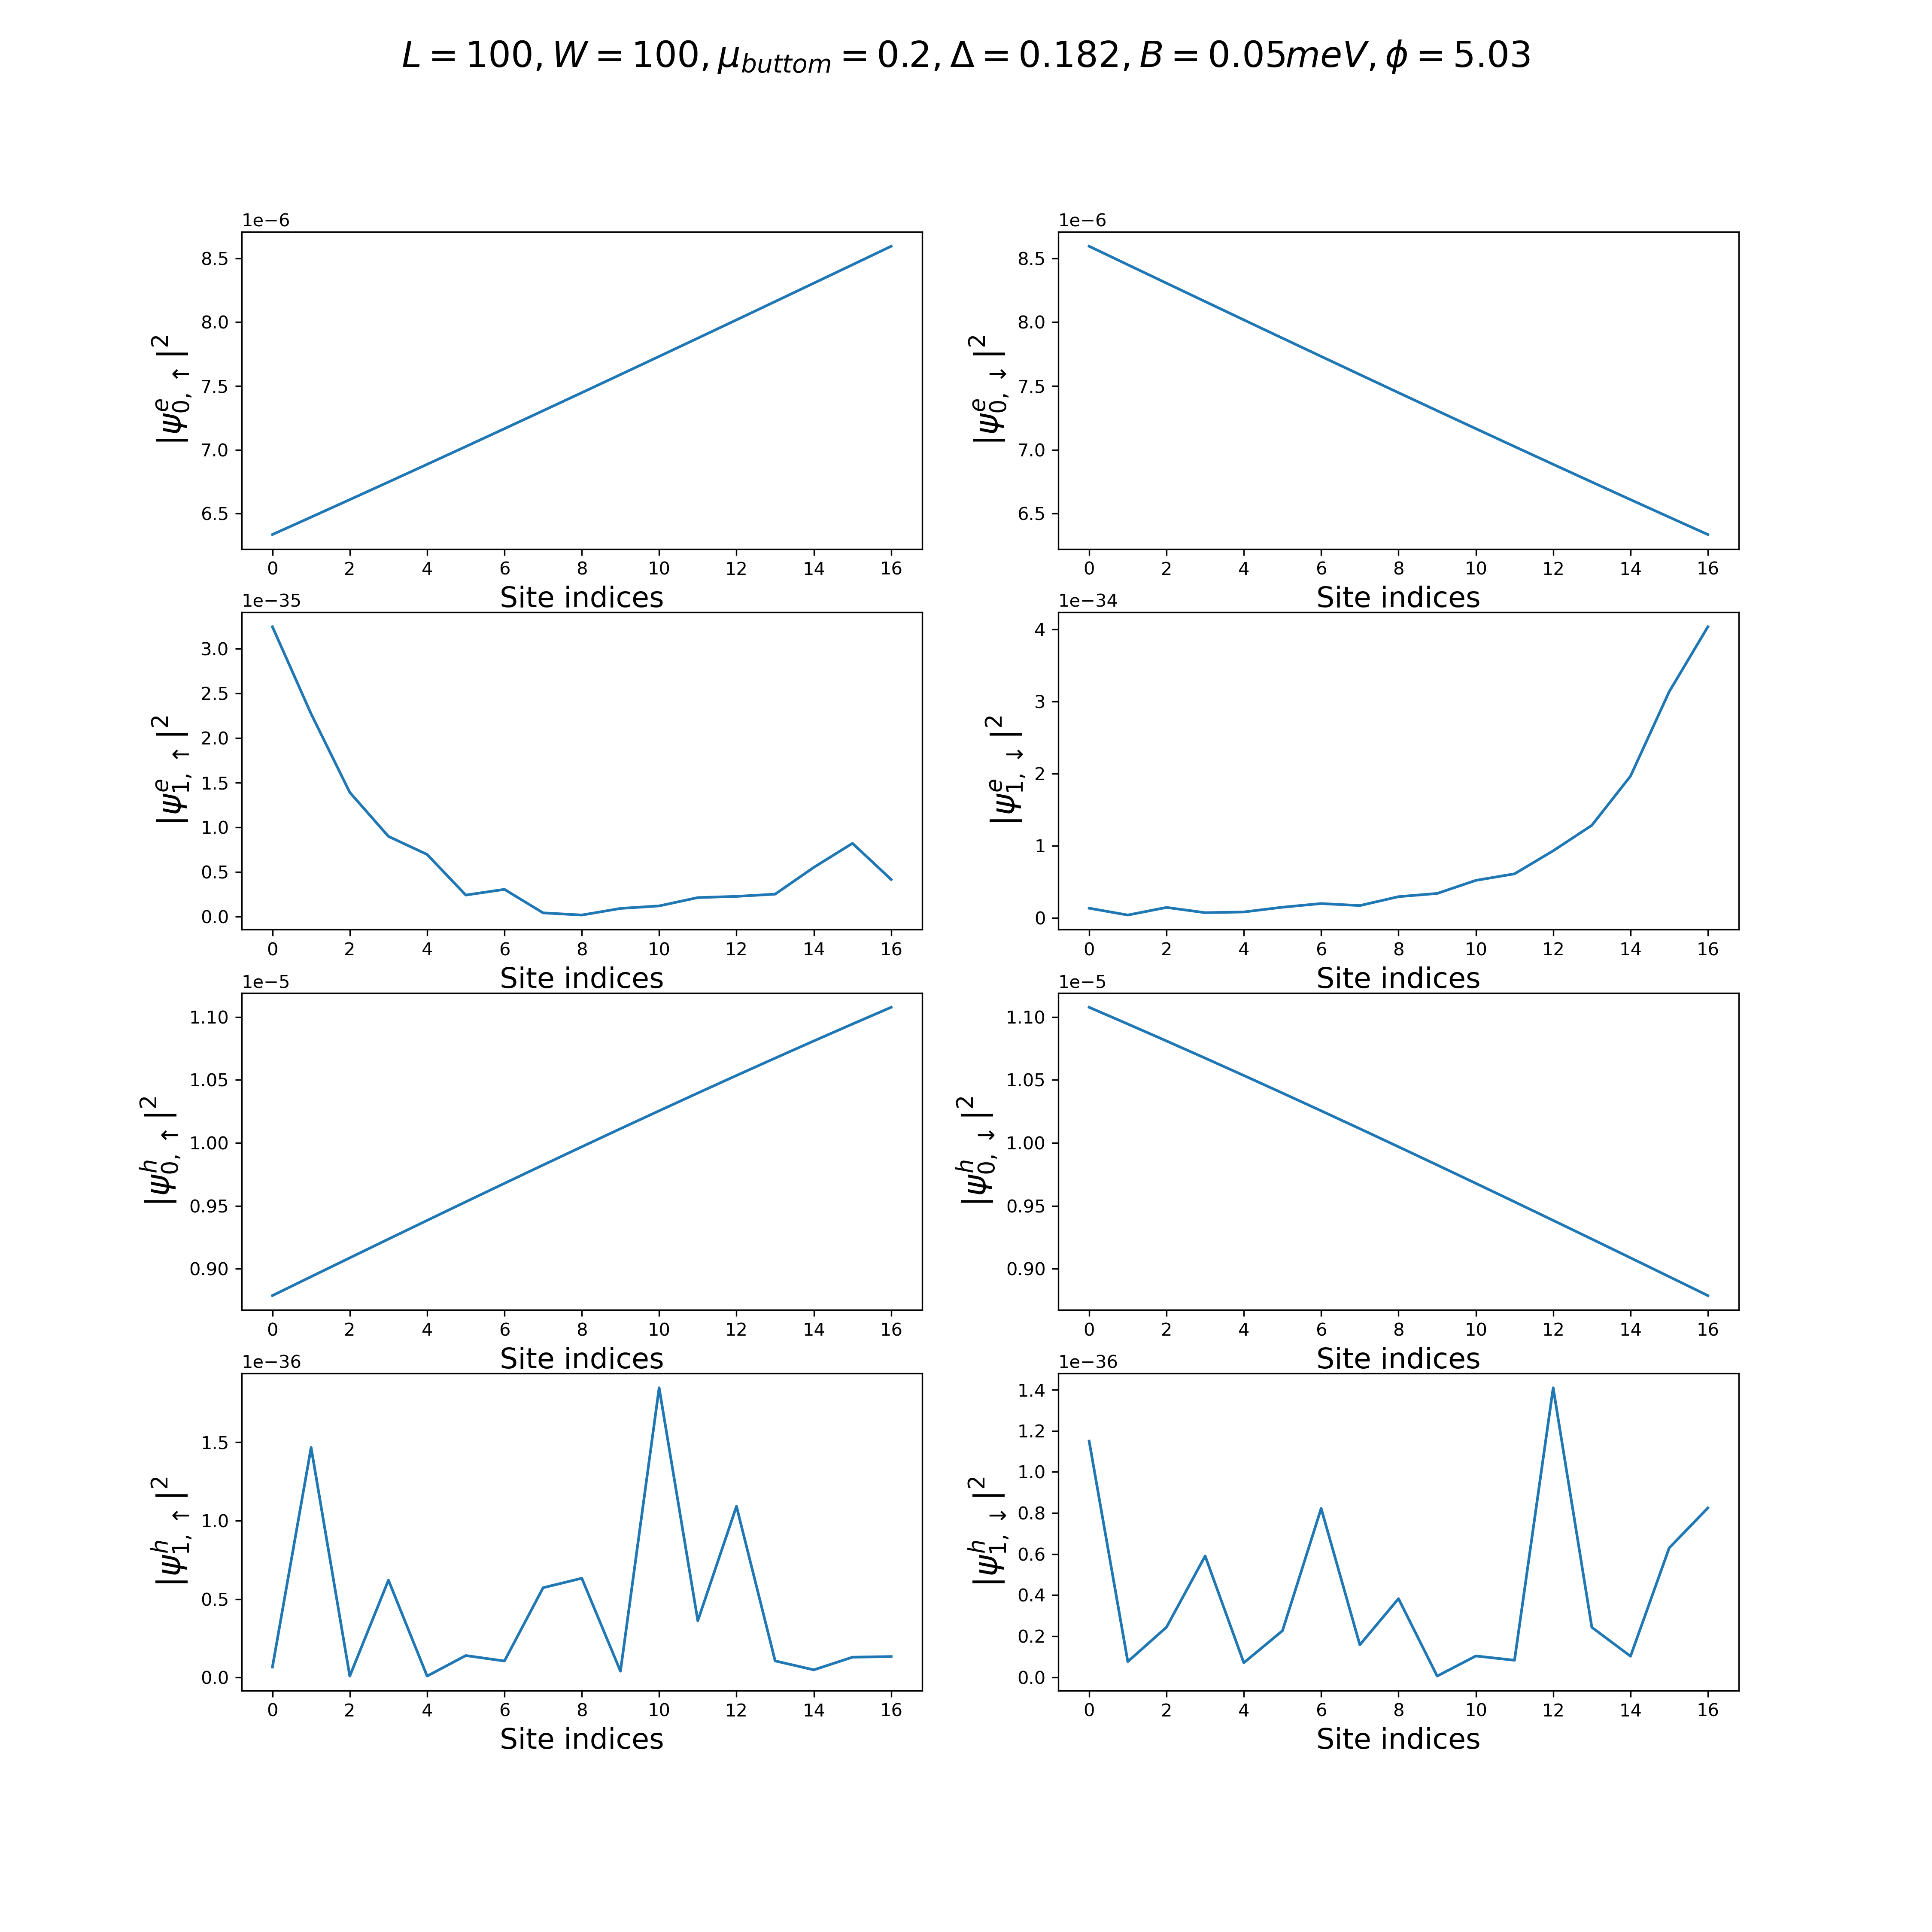 L = 100, W = 100, μ_buttom = 0.2, Δ = 0.182, B = 0.05meV, ϕ = 5.03
1e−6
8.5
8.0
7.5
7.0
6.5
|ψ^e_{0,↑}|^2
0 2 4 6 8 10 12 14 16
Site indices
1e−6
8.5
8.0
7.5
7.0
6.5
|ψ^e_{0,↓}|^2
0 2 4 6 8 10 12 14 16
Site indices
1e−35
3.0
2.5
2.0
1.5
1.0
0.5
0.0
|ψ^e_{1,↑}|^2
0 2 4 6 8 10 12 14 16
Site indices
1e−34
4
3
2
1
0
|ψ^e_{1,↓}|^2
0 2 4 6 8 10 12 14 16
Site indices
1e−5
1.10
1.05
1.00
0.95
0.90
|ψ^h_{0,↑}|^2
0 2 4 6 8 10 12 14 16
Site indices
1e−5
1.10
1.05
1.00
0.95
0.90
|ψ^h_{0,↓}|^2
0 2 4 6 8 10 12 14 16
Site indices
1e−36
1.5
1.0
0.5
0.0
|ψ^h_{1,↑}|^2
0 2 4 6 8 10 12 14 16
Site indices
1e−36
1.4
1.2
1.0
0.8
0.6
0.4
0.2
0.0
|ψ^h_{1,↓}|^2
0 2 4 6 8 10 12 14 16
Site indices